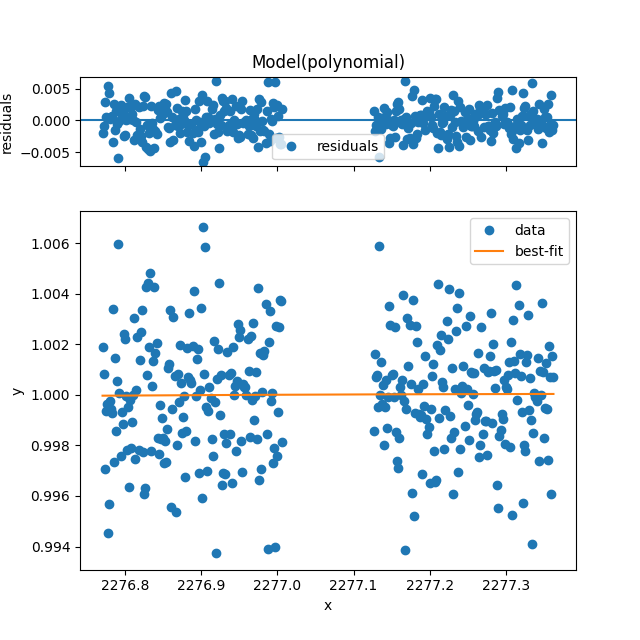 Model(polynomial)
residuals
0.005
0.000
−0.005
residuals
y
1.006
1.004
1.002
1.000
0.998
0.996
0.994
data
best-fit
2276.8 2276.9 2277.0 2277.1 2277.2 2277.3
x